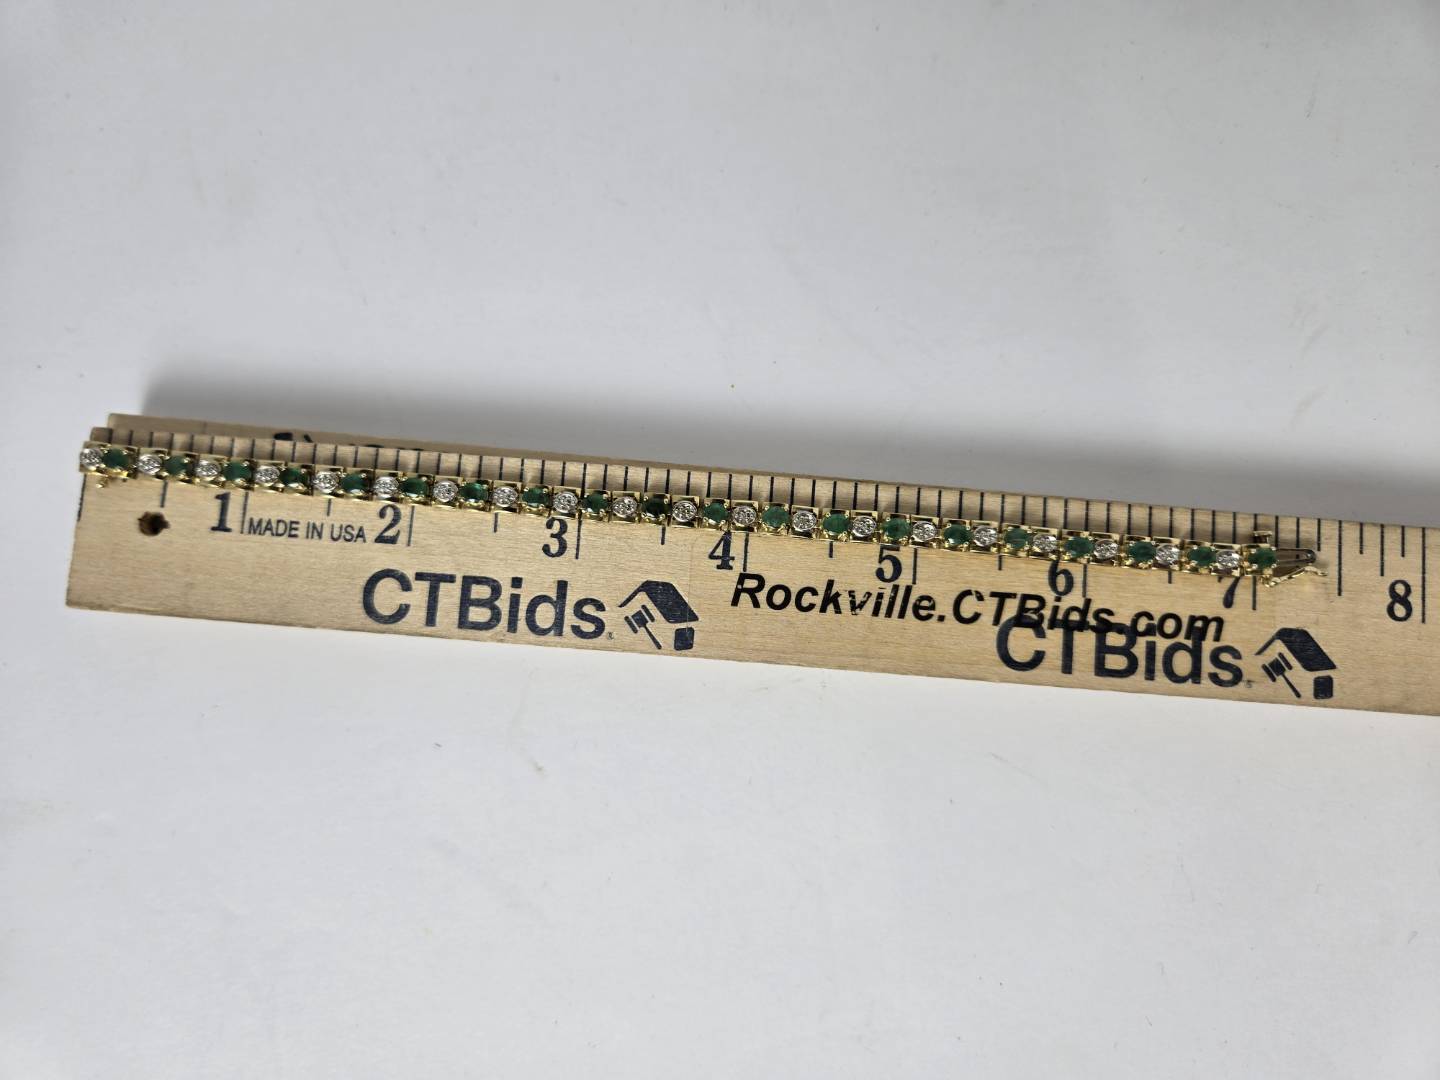 1 MADE IN USA 2 3 4 5 6 7 8
CTBids
Rockville.CTBids.com
CTBids